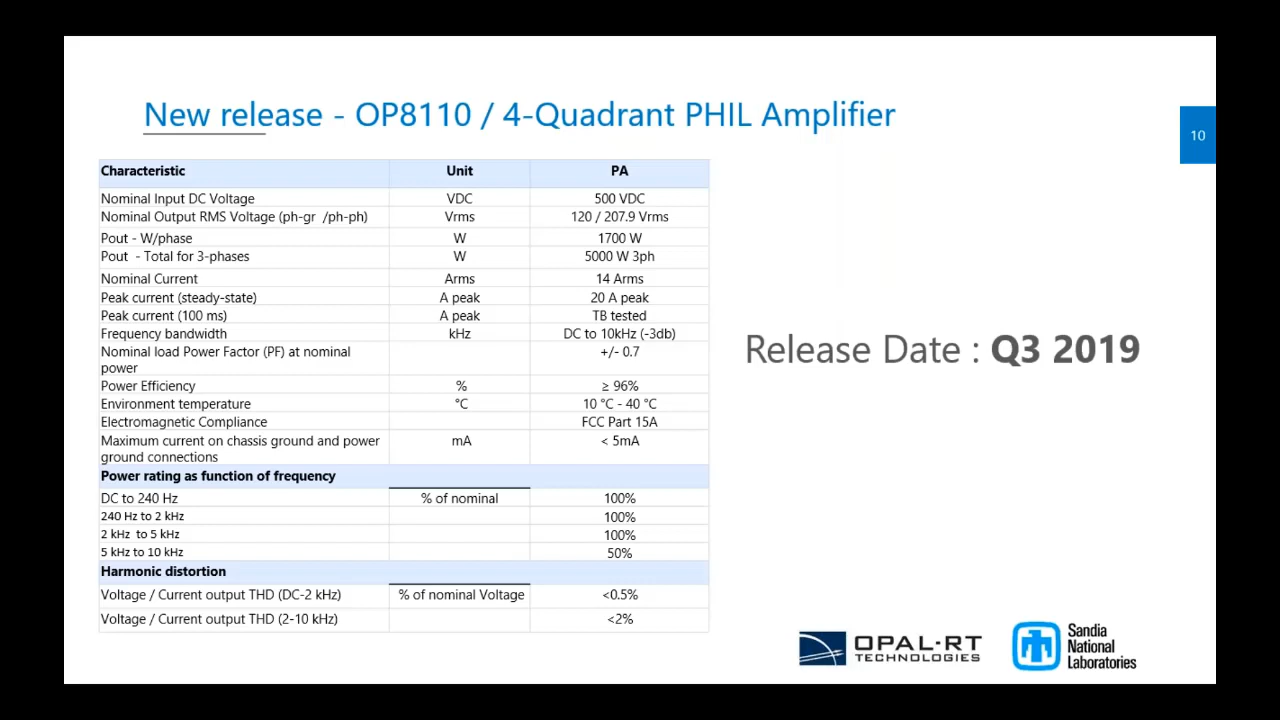 New release - OP8110 / 4-Quadrant PHIL Amplifier
10
Characteristic Unit PA
Nominal Input DC Voltage VDC 500 VDC
Nominal Output RMS Voltage (ph-gr /ph-ph) Vrms 120 / 207.9 Vrms
Pout - W/phase W 1700 W
Pout - Total for 3-phases W 5000 W 3ph
Nominal Current Arms 14 Arms
Peak current (steady-state) A peak 20 A peak
Peak current (100 ms) A peak TB tested
Frequency bandwidth kHz DC to 10kHz (-3db)
Nominal load Power Factor (PF) at nominal +/- 0.7
power
Power Efficiency % ≥ 96%
Environment temperature °C 10 °C - 40 °C
Electromagnetic Compliance FCC Part 15A
Maximum current on chassis ground and power mA < 5mA
ground connections
Power rating as function of frequency
DC to 240 Hz % of nominal 100%
240 Hz to 2 kHz 100%
2 kHz to 5 kHz 100%
5 kHz to 10 kHz 50%
Harmonic distortion
Voltage / Current output THD (DC-2 kHz) % of nominal Voltage <0.5%
Voltage / Current output THD (2-10 kHz) <2%
Release Date : Q3 2019
OPAL-RT
TECHNOLOGIES
Sandia
National
Laboratories